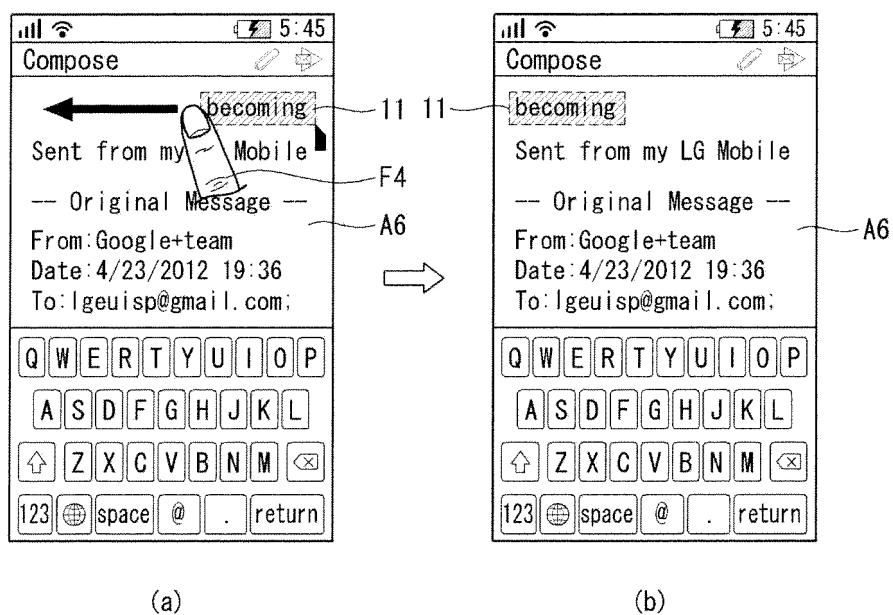 5:45
Compose
becoming
11
Sent from my Mobile
F4
-- Original Message --
A6
From:Google+team
Date:4/23/2012 19:36
To:lgeuisp@gmail.com;
Q W E R T Y U I O P
A S D F G H J K L
Z X C V B N M
123 space @ . return
(a)
5:45
Compose
11
becoming
Sent from my LG Mobile
-- Original Message --
A6
From:Google+team
Date:4/23/2012 19:36
To:lgeuisp@gmail.com;
Q W E R T Y U I O P
A S D F G H J K L
Z X C V B N M
123 space @ . return
(b)